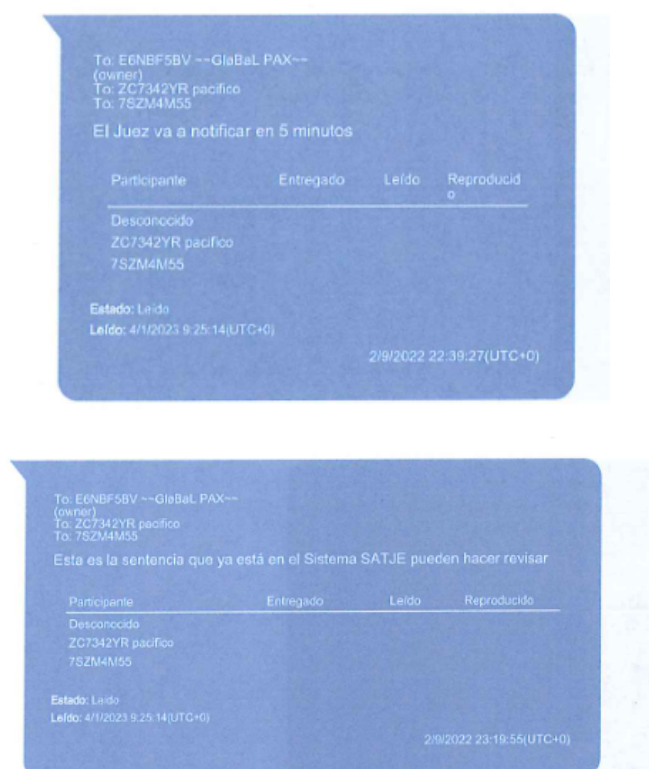 To: E6NBF5BV ~~GløBaL PAX~~
(owner)
To: ZC7342YR pacifico
To: 7SZM4M55
El Juez va a notificar en 5 minutos
Participante Entregado Leído Reproducid
o
Desconocido
ZC7342YR pacifico
7SZM4M55
Estado: Leído
Leído: 4/1/2023 9:25:14(UTC+0)
2/9/2022 22:39:27(UTC+0)
To: E6NBF5BV ~~GløBaL PAX~~
(owner)
To: ZC7342YR pacifico
To: 7SZM4M55
Esta es la sentencia que ya está en el Sistema SATJE pueden hacer revisar
Participante Entregado Leído Reproducido
Desconocido
ZC7342YR pacifico
7SZM4M55
Estado: Leído
Leído: 4/1/2023 9:25:14(UTC+0)
2/9/2022 23:19:55(UTC+0)